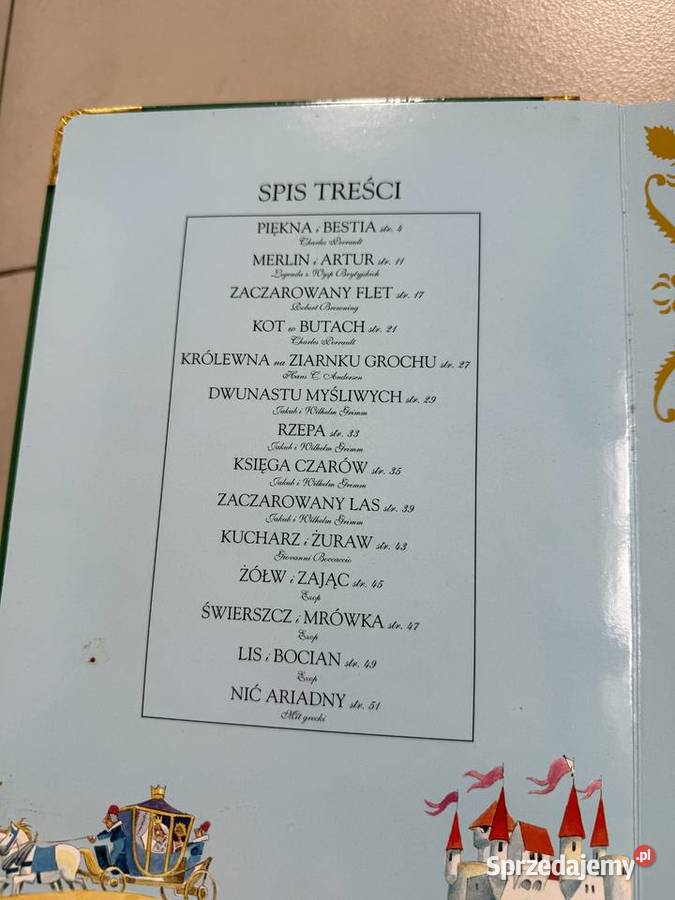 SPIS TREŚCI
PIĘKNA i BESTIA str. 4
Charles Perrault
MERLIN i ARTUR str. 11
Legenda z Wysp Brytyjskich
ZACZAROWANY FLET str. 17
Robert Browning
KOT w BUTACH str. 21
Charles Perrault
KRÓLEWNA na ZIARNKU GROCHU str. 27
Hans C. Andersen
DWUNASTU MYŚLIWYCH str. 29
Jakub i Wilhelm Grimm
RZEPA str. 33
Jakub i Wilhelm Grimm
KSIĘGA CZARÓW str. 35
Jakub i Wilhelm Grimm
ZACZAROWANY LAS str. 39
Jakub i Wilhelm Grimm
KUCHARZ i ŻURAW str. 43
Giovanni Boccaccio
ŻÓŁW i ZAJĄC str. 45
Ezop
ŚWIERSZCZ i MRÓWKA str. 47
Ezop
LIS i BOCIAN str. 49
Ezop
NIĆ ARIADNY str. 51
Mit grecki
Sprzedajemy.pl